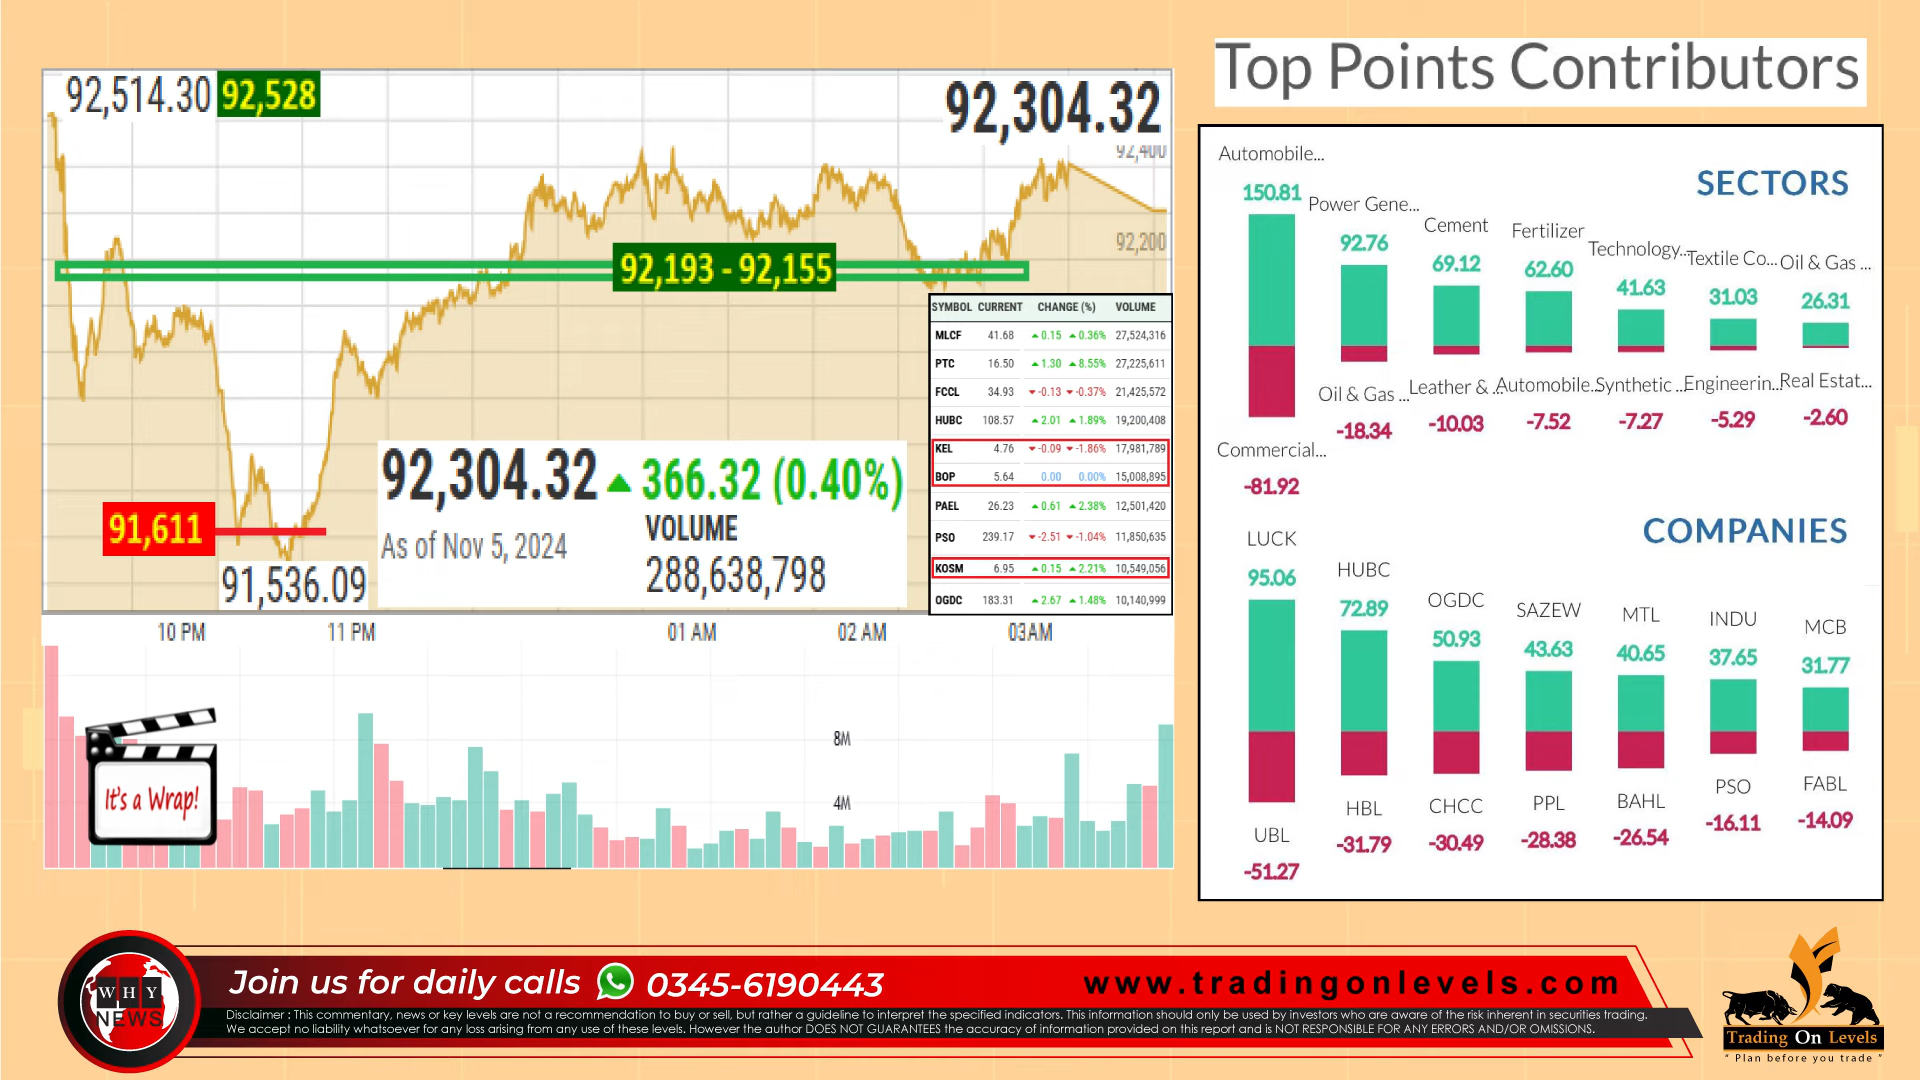 92,514.30 92,528
92,304.32
92,400
92,200
92,193 - 92,155
91,611
91,536.09
92,304.32 ▲ 366.32 (0.40%)
As of Nov 5, 2024
VOLUME
288,638,798
SYMBOL CURRENT CHANGE (%) VOLUME
MLCF 41.68 ▲ 0.15 ▲ 0.36% 27,524,316
PTC 16.50 ▲ 1.30 ▲ 8.55% 27,225,611
FCCL 34.93 ▼ -0.13 ▼ -0.37% 21,425,572
HUBC 108.57 ▲ 2.01 ▲ 1.89% 19,200,408
KEL 4.76 ▼ -0.09 ▼ -1.86% 17,981,789
BOP 5.64 0.00 0.00% 15,008,895
PAEL 26.23 ▲ 0.61 ▲ 2.38% 12,501,420
PSO 239.17 ▼ -2.51 ▼ -1.04% 11,850,635
KOSM 6.95 ▲ 0.15 ▲ 2.21% 10,549,056
OGDC 183.31 ▲ 2.67 ▲ 1.48% 10,140,999
10 PM 11 PM 01 AM 02 AM 03AM
8M
4M
It's a Wrap!
Top Points Contributors
SECTORS
Automobile...
150.81
Power Gene...
92.76
Cement
69.12
Fertilizer
62.60
Technology...
41.63
Textile Co...
31.03
Oil & Gas ...
26.31
Commercial...
-81.92
Oil & Gas ...
-18.34
Leather & ...
-10.03
Automobile...
-7.52
Synthetic ...
-7.27
Engineerin...
-5.29
Real Estat...
-2.60
COMPANIES
LUCK
95.06
HUBC
72.89
OGDC
50.93
SAZEW
43.63
MTL
40.65
INDU
37.65
MCB
31.77
UBL
-51.27
HBL
-31.79
CHCC
-30.49
PPL
-28.38
BAHL
-26.54
PSO
-16.11
FABL
-14.09
WHY
NEWS
Join us for daily calls 0345-6190443
www.tradingonlevels.com
Disclaimer : This commentary, news or key levels are not a recommendation to buy or sell, but rather a guideline to interpret the specified indicators. This information should only be used by investors who are aware of the risk inherent in securities trading.
We accept no liability whatsoever for any loss arising from any use of these levels. However the author DOES NOT GUARANTEES the accuracy of information provided on this report and is NOT RESPONSIBLE FOR ANY ERRORS AND/OR OMISSIONS.
Trading On Levels
" Plan before you trade "